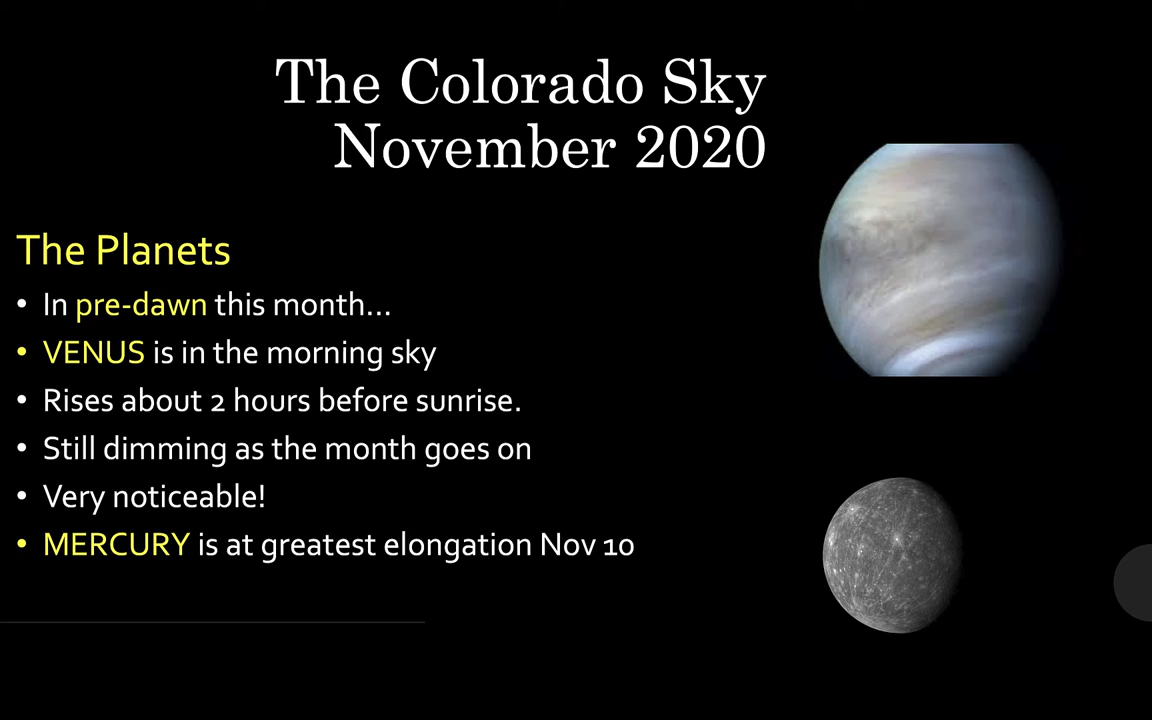 The Colorado Sky
November 2020
The Planets
• In pre-dawn this month...
• VENUS is in the morning sky
• Rises about 2 hours before sunrise.
• Still dimming as the month goes on
• Very noticeable!
• MERCURY is at greatest elongation Nov 10